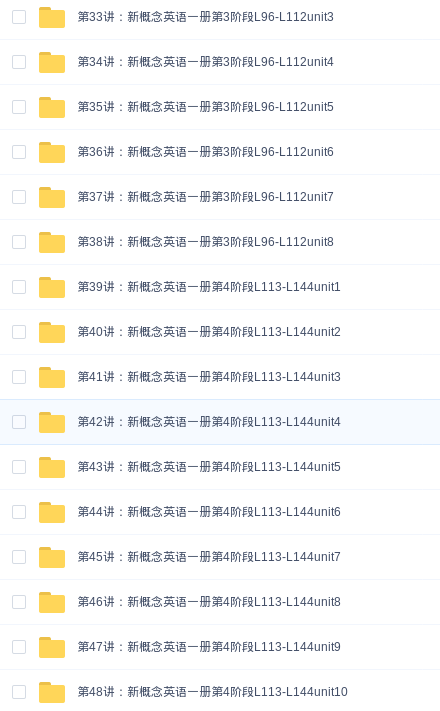 第33讲：新概念英语一册第3阶段L96-L112unit3
第34讲：新概念英语一册第3阶段L96-L112unit4
第35讲：新概念英语一册第3阶段L96-L112unit5
第36讲：新概念英语一册第3阶段L96-L112unit6
第37讲：新概念英语一册第3阶段L96-L112unit7
第38讲：新概念英语一册第3阶段L96-L112unit8
第39讲：新概念英语一册第4阶段L113-L144unit1
第40讲：新概念英语一册第4阶段L113-L144unit2
第41讲：新概念英语一册第4阶段L113-L144unit3
第42讲：新概念英语一册第4阶段L113-L144unit4
第43讲：新概念英语一册第4阶段L113-L144unit5
第44讲：新概念英语一册第4阶段L113-L144unit6
第45讲：新概念英语一册第4阶段L113-L144unit7
第46讲：新概念英语一册第4阶段L113-L144unit8
第47讲：新概念英语一册第4阶段L113-L144unit9
第48讲：新概念英语一册第4阶段L113-L144unit10